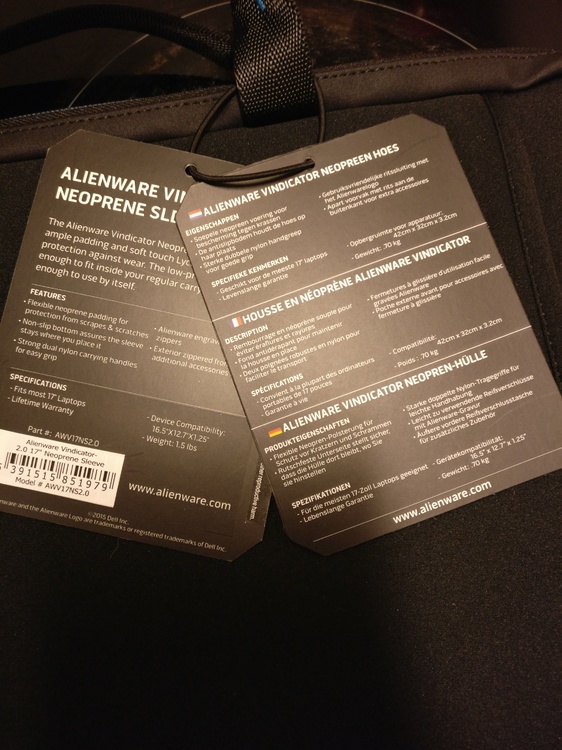 ALIENWARE
NEOPRENE
The Alienware Vindicator
ample padding and soft touch
protection against wear. The
enough to fit inside your regular
enough to use by itself.
FEATURES
• Flexible neoprene padding for
protection from scrapes & scratches
• Non-slip bottom assures the sleeve
stays where you place it
• Strong dual nylon carrying handles
for easy grip
• Alienware
zippers
• Exterior zippered
additional
SPECIFICATIONS
• Fits most 17" Laptops
• Lifetime Warranty
- Device Compatibility:
16.5"X12.7"X1.25"
- Weight: 1.5 lbs
Part #: AWV17NS2.0
Alienware Vindicator-
2.0 17" Neoprene Sleeve
391515 851979
Model # AWV17NS2.0
www.alienware.com
©2015 Dell Inc.
and the Alienware Logo are trademarks or registered trademarks of Dell Inc.
ALIENWARE VINDICATOR NEOPREEN HOES
EIGENSCHAPPEN
• Soepele neopreen voering voor
bescherming tegen krassen
• De antislipbodem houdt de hoes op
haar plaats
• Sterke dubbele nylon handgreep
voor goede grip
• Gebruiksvriendelijke ritssluiting met
het Alienwarelogo
• Apart voorvak met rits aan de
buitenkant voor extra accessoires
SPECIFIEKE KENMERKEN
- Geschikt voor de meeste 17" laptops
- Levenslange garantie
- Opbergruimte voor apparatuur:
42cm x 32cm x 3.2cm
- Gewicht: .70 kg
HOUSSE EN NÉOPRÈNE ALIENWARE VINDICATOR
DESCRIPTION
• Rembourrage en néoprène souple pour
éviter éraflures et rayures
• Fond antidérapant pour maintenir
la housse en place
• Deux poignées robustes en nylon pour
faciliter le transport
• Fermetures à glissière d'utilisation facile
gravées Alienware
• Poche externe avant pour accessoires avec
fermeture à glissière
SPÉCIFICATIONS
- Convient à la plupart des ordinateurs
portables de 17 pouces
- Garantie à vie
- Compatibilité:
42cm x 32cm x 3.2cm
- Poids : .70 kg
ALIENWARE VINDICATOR NEOPREN-HÜLLE
PRODUKTEIGENSCHAFTEN
• Flexible Neopren-Polsterung für
Schutz vor Kratzern und Schrammen
• Rutschfeste Unterseite stellt sicher,
dass die Hülle dort bleibt, wo Sie
sie hinstellen
• Starke doppelte Nylon-Tragegriffe für
leichte Handhabung
• Leicht zu verwendende Reißverschlüsse
mit Alienware-Gravur
• Äußere vordere Reißverschlusstasche
für zusätzliches Zubehör
SPEZIFIKATIONEN
- Für die meisten 17-Zoll Laptops geeignet
- Lebenslange Garantie
- Gerätekompatibilität:
16.5" x 12.7" x 1.25"
- Gewicht: .70 kg
www.alienware.com